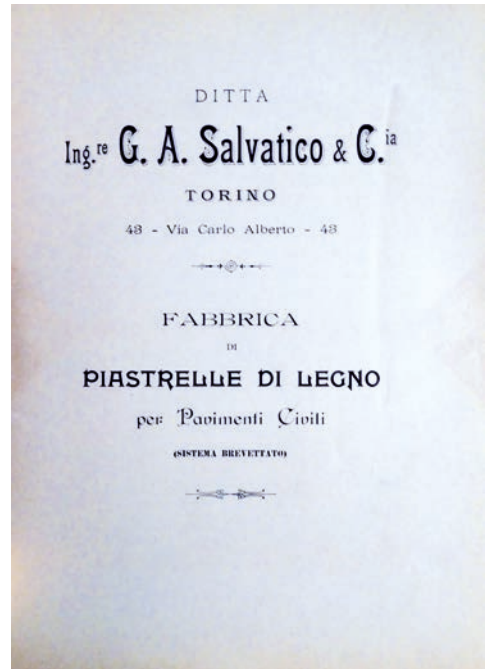 DITTA
Ing.re G. A. Salvatico & C.ia
TORINO
48 - Via Carlo Alberto - 48
FABBRICA
DI
PIASTRELLE DI LEGNO
per Pavimenti Civili
(SISTEMA BREVETTATO)